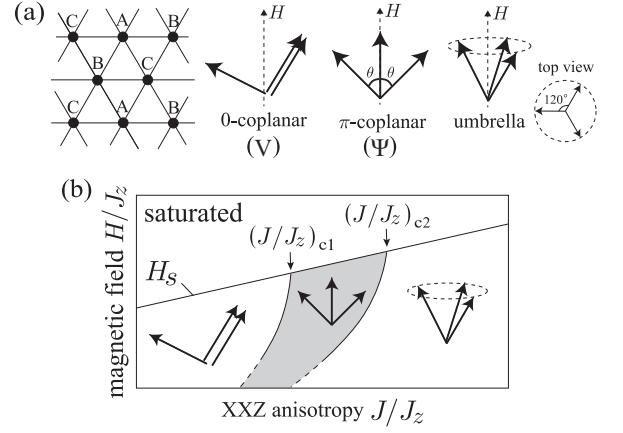 (a)
C A B
B C
C A B
H
0-coplanar
(V)
H
θ θ
π-coplanar
(Ψ)
H
umbrella
top view
120°
(b)
magnetic field H/J_z
saturated
(J/J_z)_c1
(J/J_z)_c2
H_s
XXZ anisotropy J/J_z